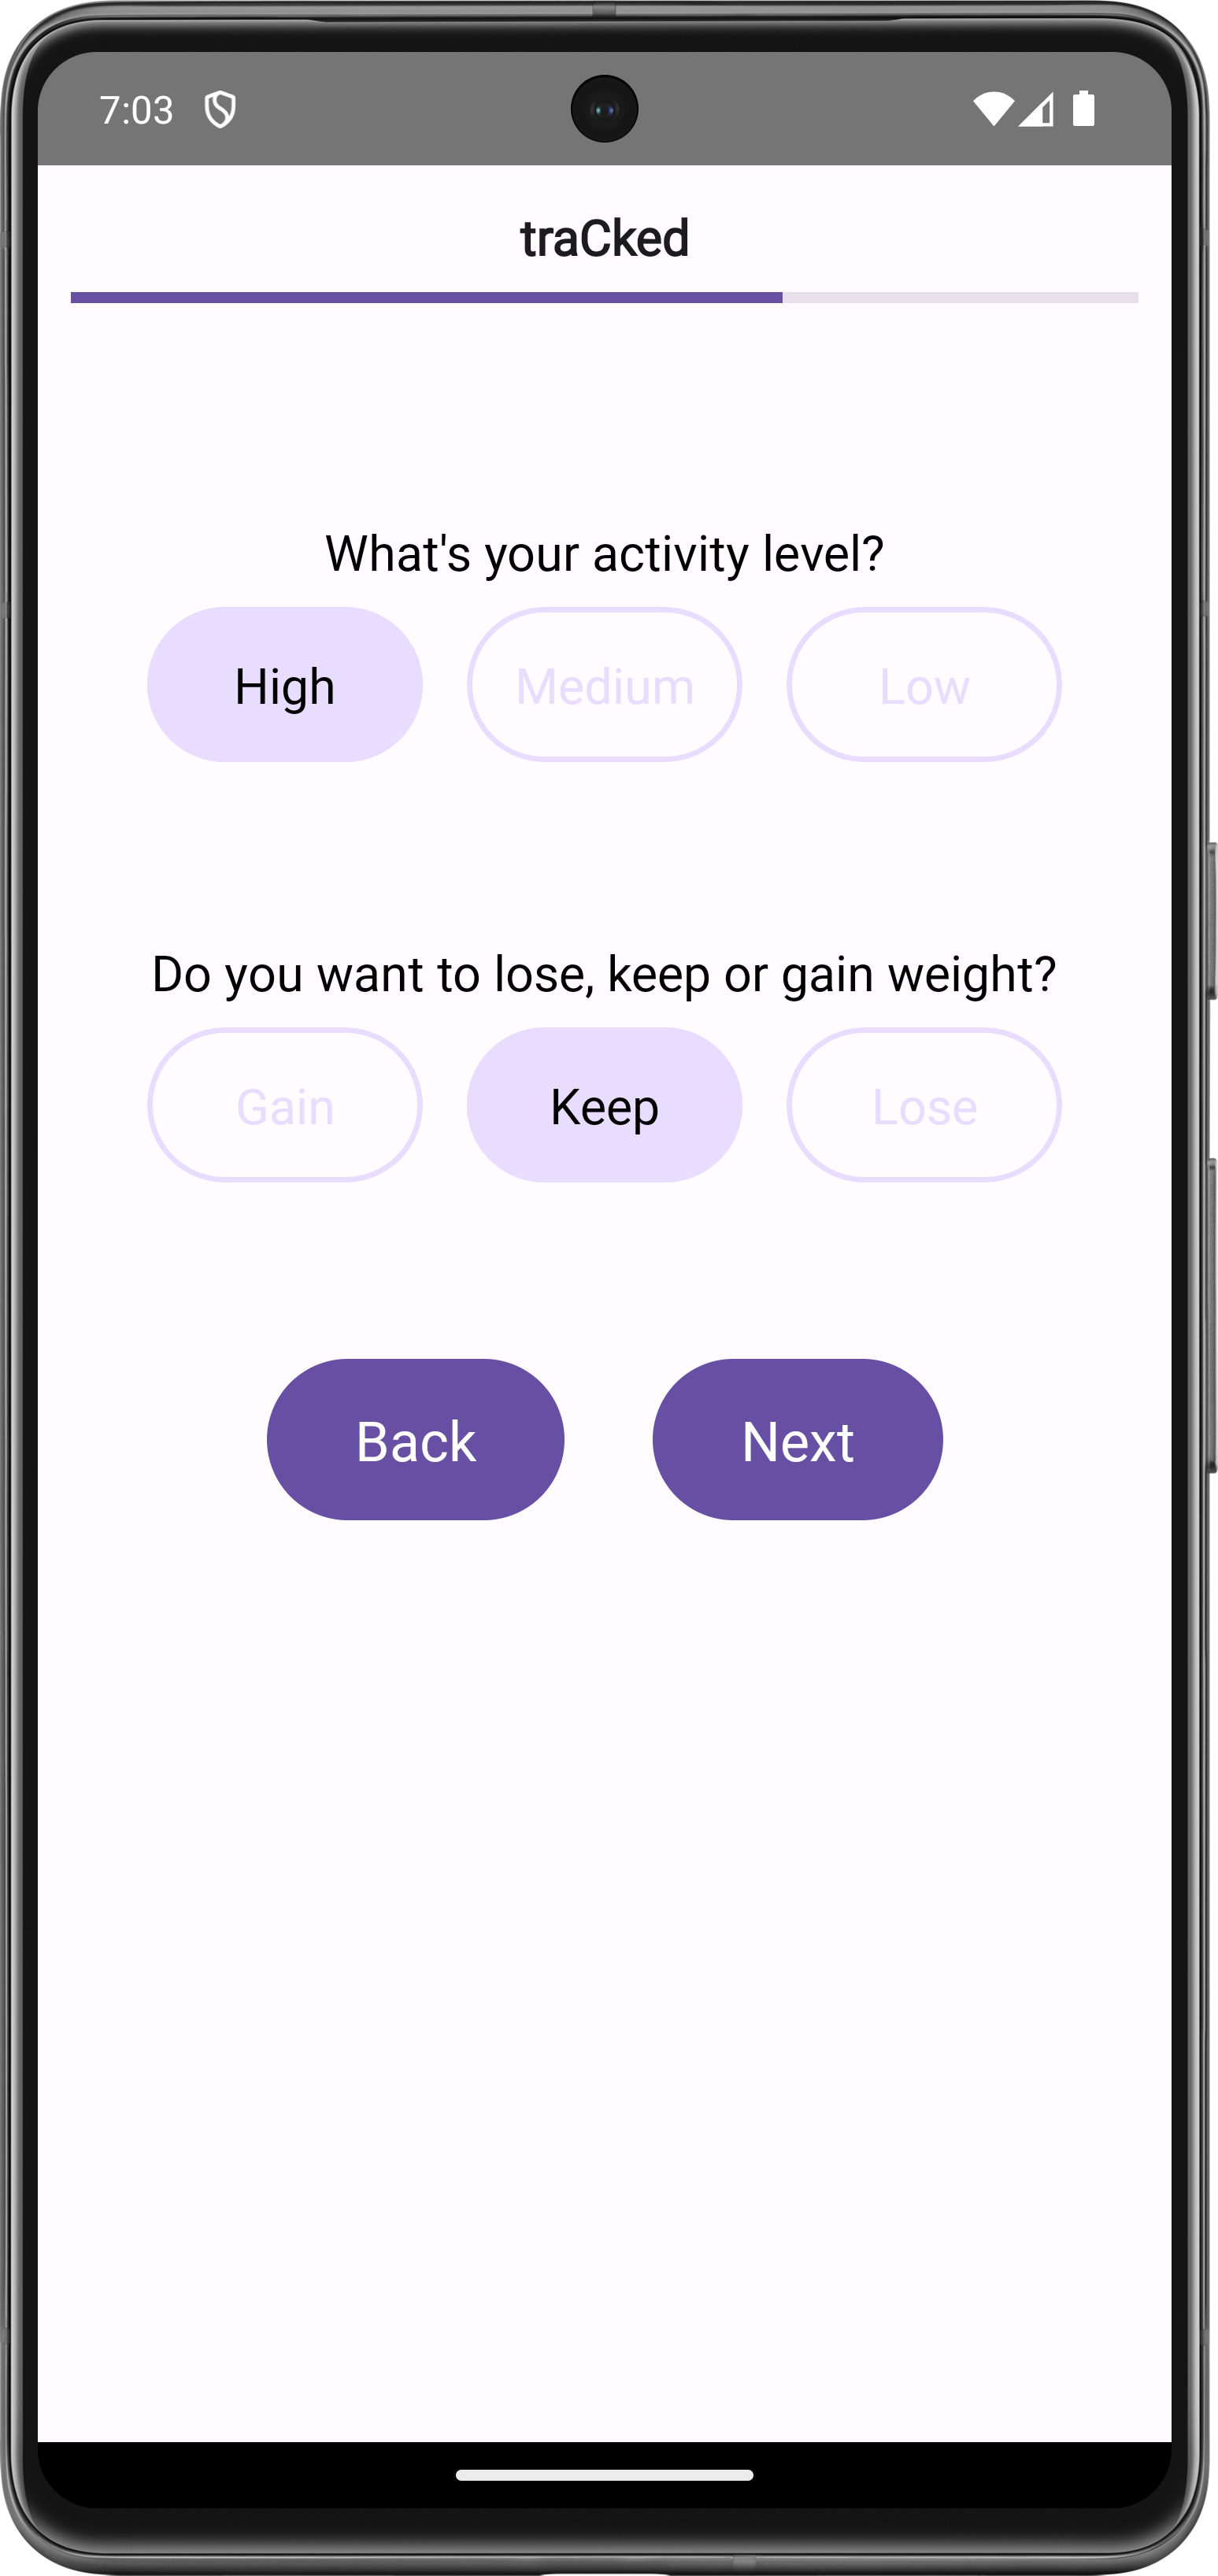 7:03
traCked
What's your activity level?
High Medium Low
Do you want to lose, keep or gain weight?
Gain Keep Lose
Back Next